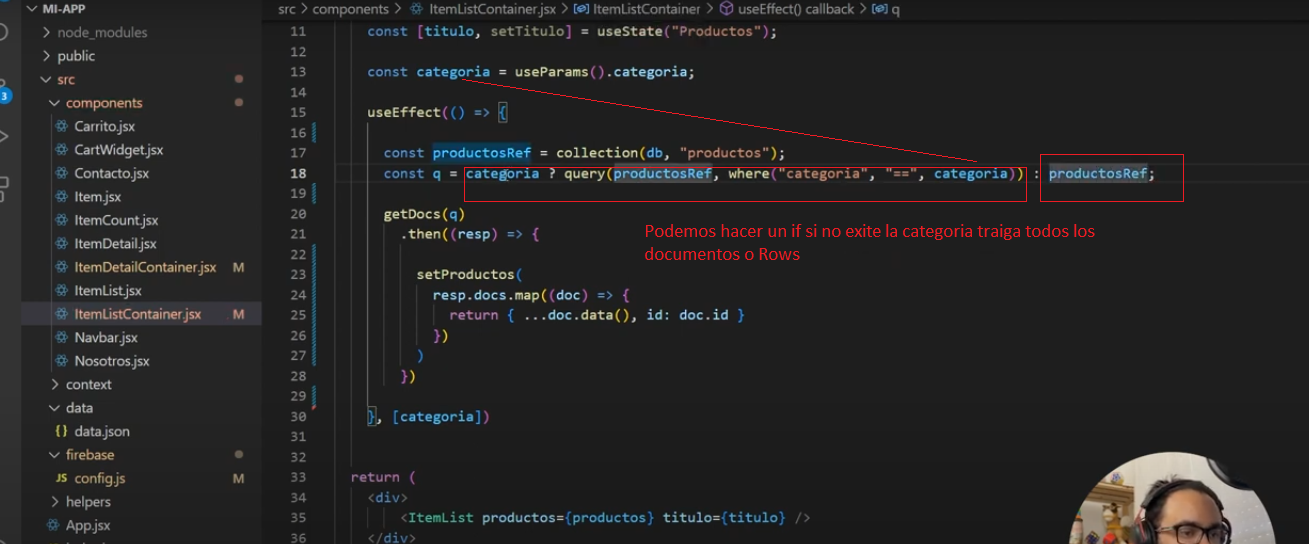 MI-APP
node_modules
public
src
components
Carrito.jsx
CartWidget.jsx
Contacto.jsx
Item.jsx
ItemCount.jsx
ItemDetail.jsx
ItemDetailContainer.jsx M
ItemList.jsx
ItemListContainer.jsx M
Navbar.jsx
Nosotros.jsx
context
data
{} data.json
firebase
JS config.js M
helpers
App.jsx
3
src > components > ItemListContainer.jsx > ItemListContainer > useEffect() callback > q
11 const [titulo, setTitulo] = useState("Productos");
12
13 const categoria = useParams().categoria;
14
15 useEffect(() => {
16
17 const productosRef = collection(db, "productos");
18 const q = categoria ? query(productosRef, where("categoria", "==", categoria)) : productosRef;
19
20 getDocs(q)
21 .then((resp) => {
22
23 setProductos(
24 resp.docs.map((doc) => {
25 return { ...doc.data(), id: doc.id }
26 })
27 )
28 })
29
30 }, [categoria])
31
32
33 return (
34 <div>
35 <ItemList productos={productos} titulo={titulo} />
36 </div>
Podemos hacer un if si no exite la categoria traiga todos los
documentos o Rows